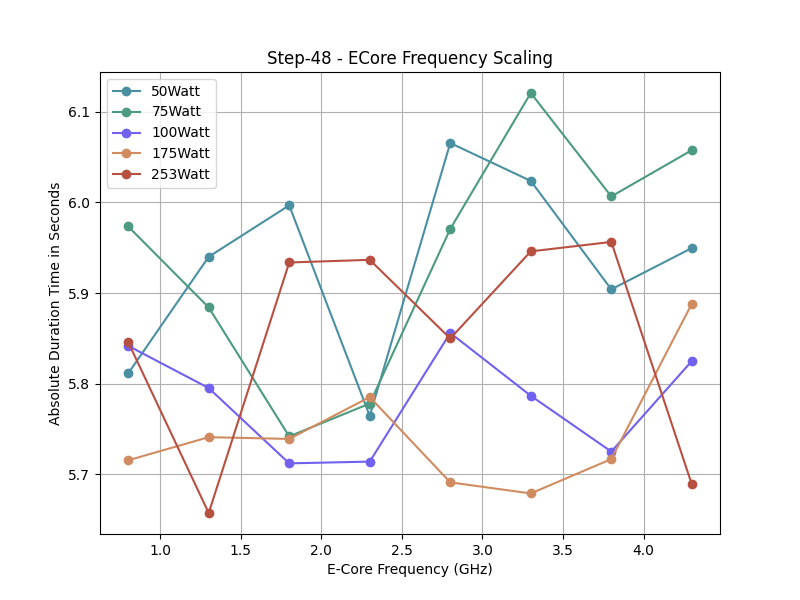 Step-48 - ECore Frequency Scaling
50Watt
75Watt
100Watt
175Watt
253Watt
Absolute Duration Time in Seconds
6.1
6.0
5.9
5.8
5.7
1.0 1.5 2.0 2.5 3.0 3.5 4.0
E-Core Frequency (GHz)